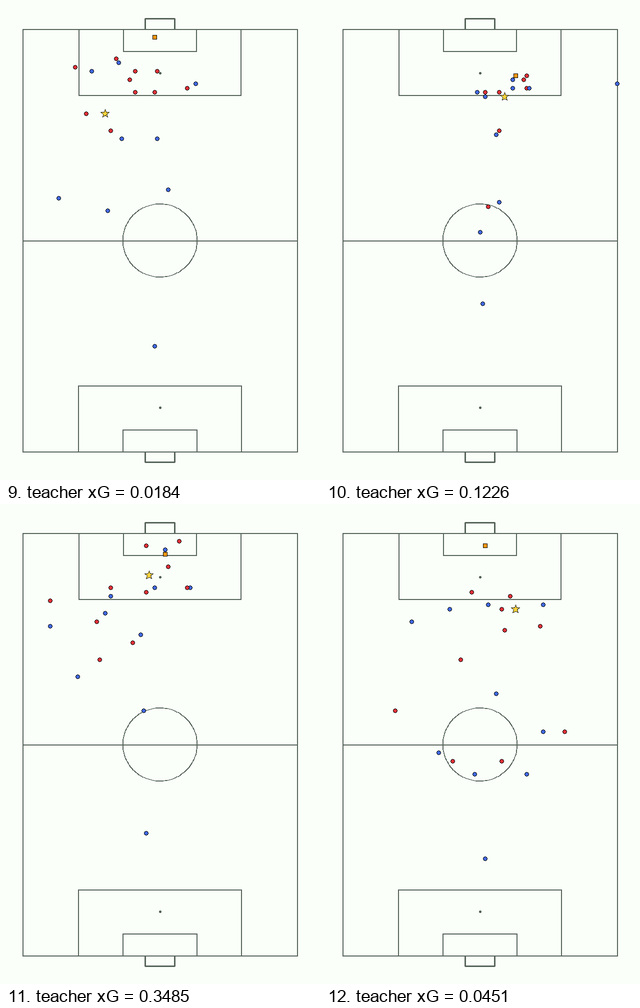 9. teacher xG = 0.0184
10. teacher xG = 0.1226
11. teacher xG = 0.3485
12. teacher xG = 0.0451